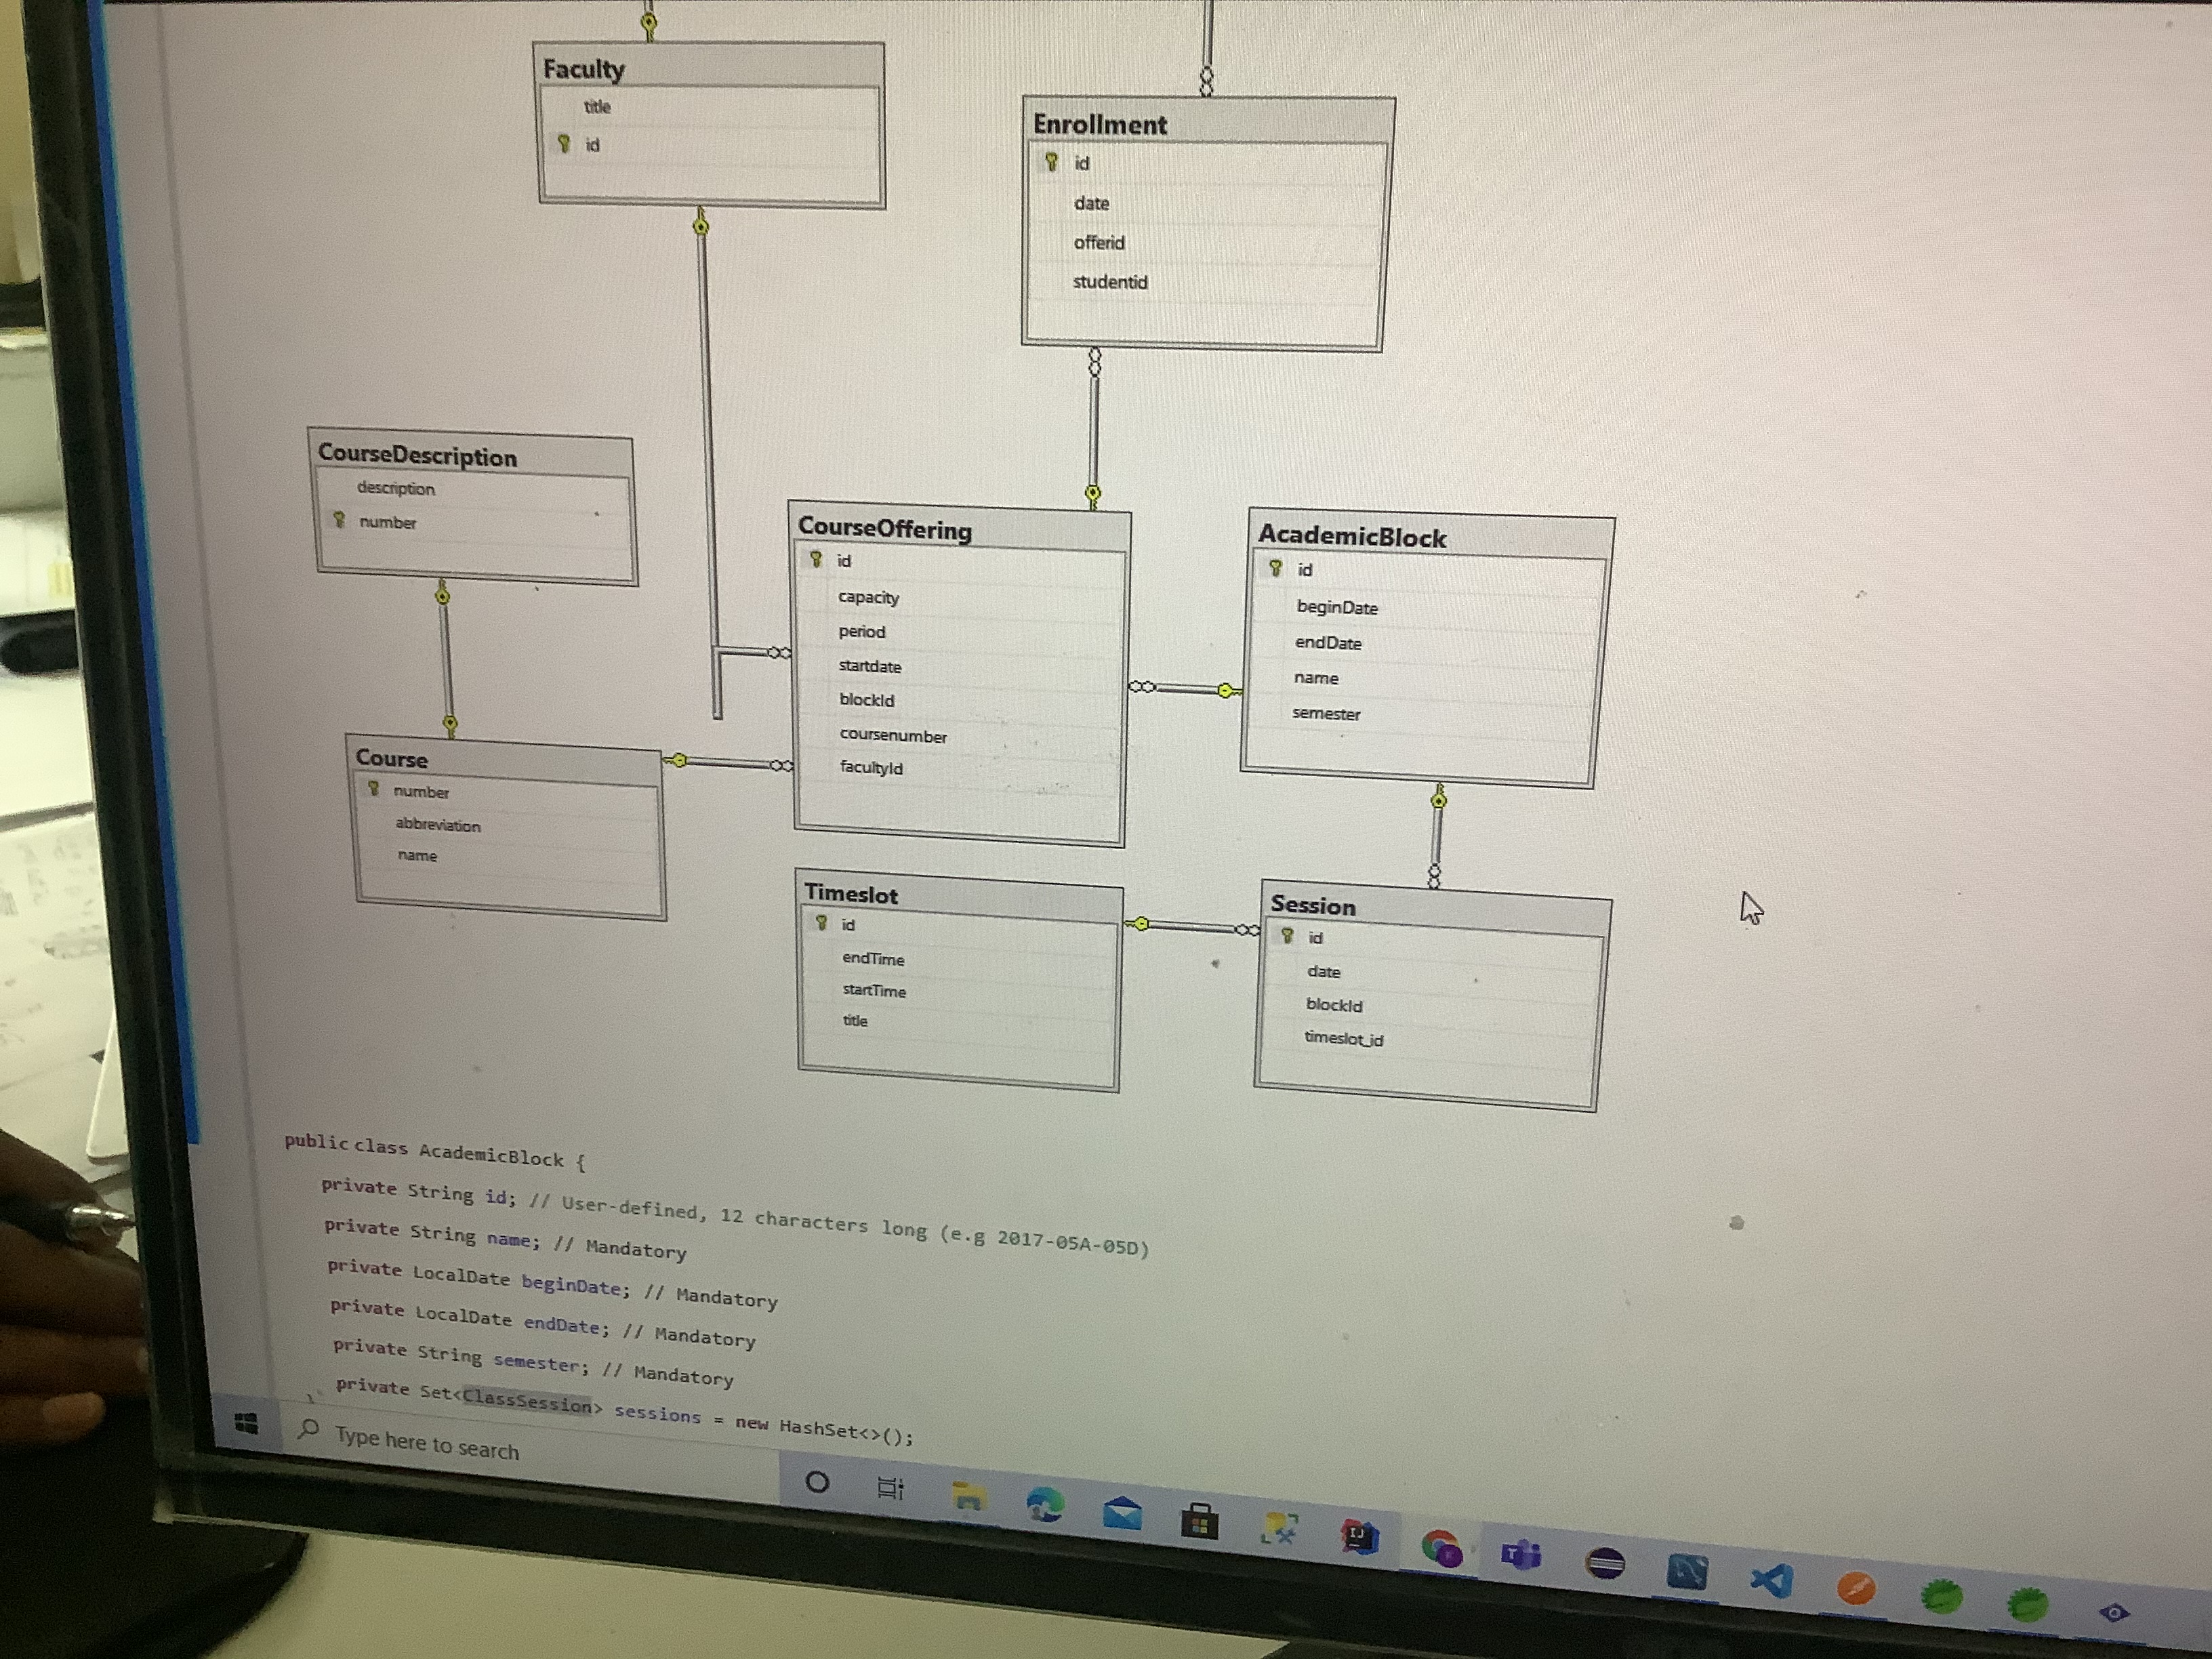 Faculty
title
id
Enrollment
id
date
offerid
studentid
CourseDescription
description
number
CourseOffering
id
capacity
period
startdate
blockId
coursenumber
facultyId
AcademicBlock
id
beginDate
endDate
name
semester
Course
number
abbreviation
name
Timeslot
id
endTime
startTime
title
Session
id
date
blockId
timeslot_id
public class AcademicBlock {
private String id; // User-defined, 12 characters long (e.g 2017-05A-05D)
private String name; // Mandatory
private LocalDate beginDate; // Mandatory
private LocalDate endDate; // Mandatory
private String semester; // Mandatory
private Set<ClassSession> sessions = new HashSet<>();
Type here to search
IJ
T